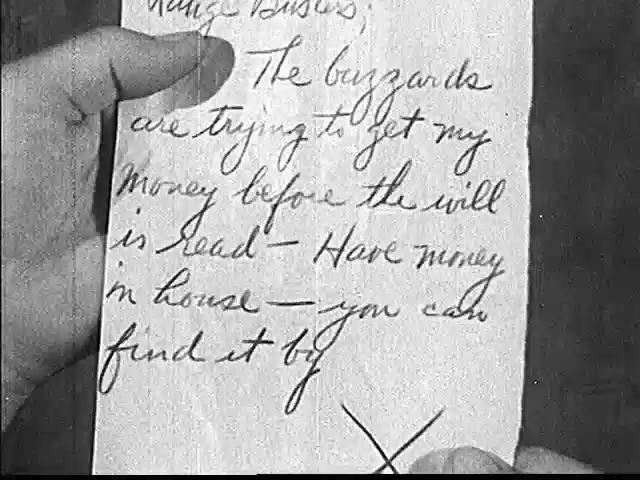 Range Busters;
The buzzards
are trying to get my
money before the will
is read — Have money
in house — you can
find it by
X